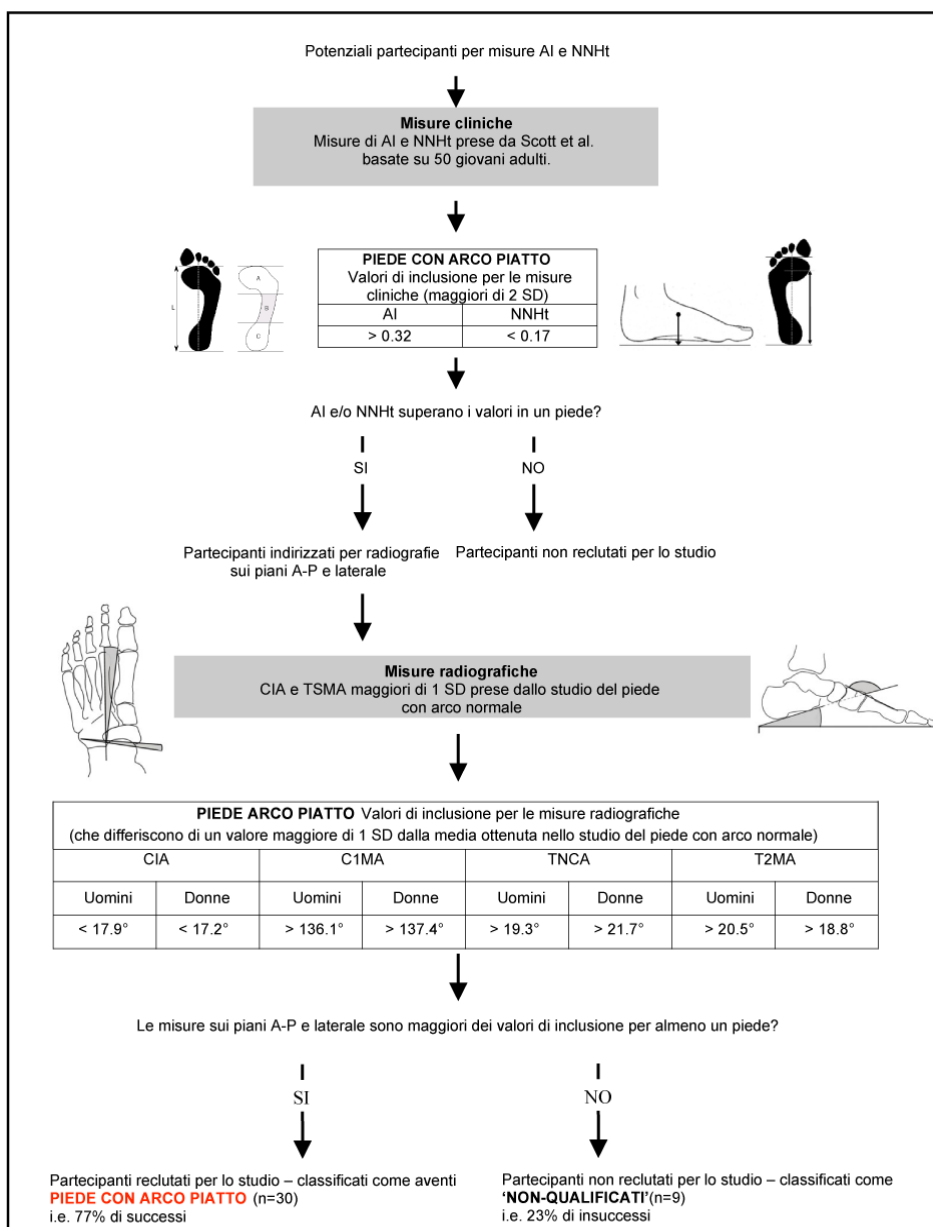 Potenziali partecipanti per misure AI e NNHt
Misure cliniche
Misure di AI e NNHt prese da Scott et al.
basate su 50 giovani adulti.
PIEDE CON ARCO PIATTO
Valori di inclusione per le misure
cliniche (maggiori di 2 SD)
AI NNHt
> 0.32 < 0.17
L
A
B
C
AI e/o NNHt superano i valori in un piede?
SI NO
Partecipanti indirizzati per radiografie
sui piani A-P e laterale
Partecipanti non reclutati per lo studio
Misure radiografiche
CIA e TSMA maggiori di 1 SD prese dallo studio del piede
con arco normale
PIEDE ARCO PIATTO Valori di inclusione per le misure radiografiche
(che differiscono di un valore maggiore di 1 SD dalla media ottenuta nello studio del piede con arco normale)
CIA C1MA TNCA T2MA
Uomini Donne Uomini Donne Uomini Donne Uomini Donne
< 17.9° < 17.2° > 136.1° > 137.4° > 19.3° > 21.7° > 20.5° > 18.8°
Le misure sui piani A-P e laterale sono maggiori dei valori di inclusione per almeno un piede?
SI NO
Partecipanti reclutati per lo studio – classificati come aventi
PIEDE CON ARCO PIATTO (n=30)
i.e. 77% di successi
Partecipanti non reclutati per lo studio – classificati come
‘NON-QUALIFICATI’(n=9)
i.e. 23% di insuccessi